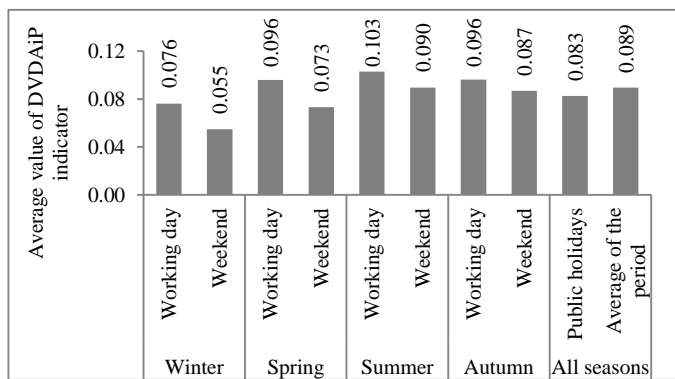 Average value of DVDAiP
indicator
0.12
0.08
0.04
0.00
0.076
0.055
0.096
0.073
0.103
0.090
0.096
0.087
0.083
0.089
Working day
Weekend
Working day
Weekend
Working day
Weekend
Working day
Weekend
Public holidays
Average of the
period
Winter
Spring
Summer
Autumn
All seasons